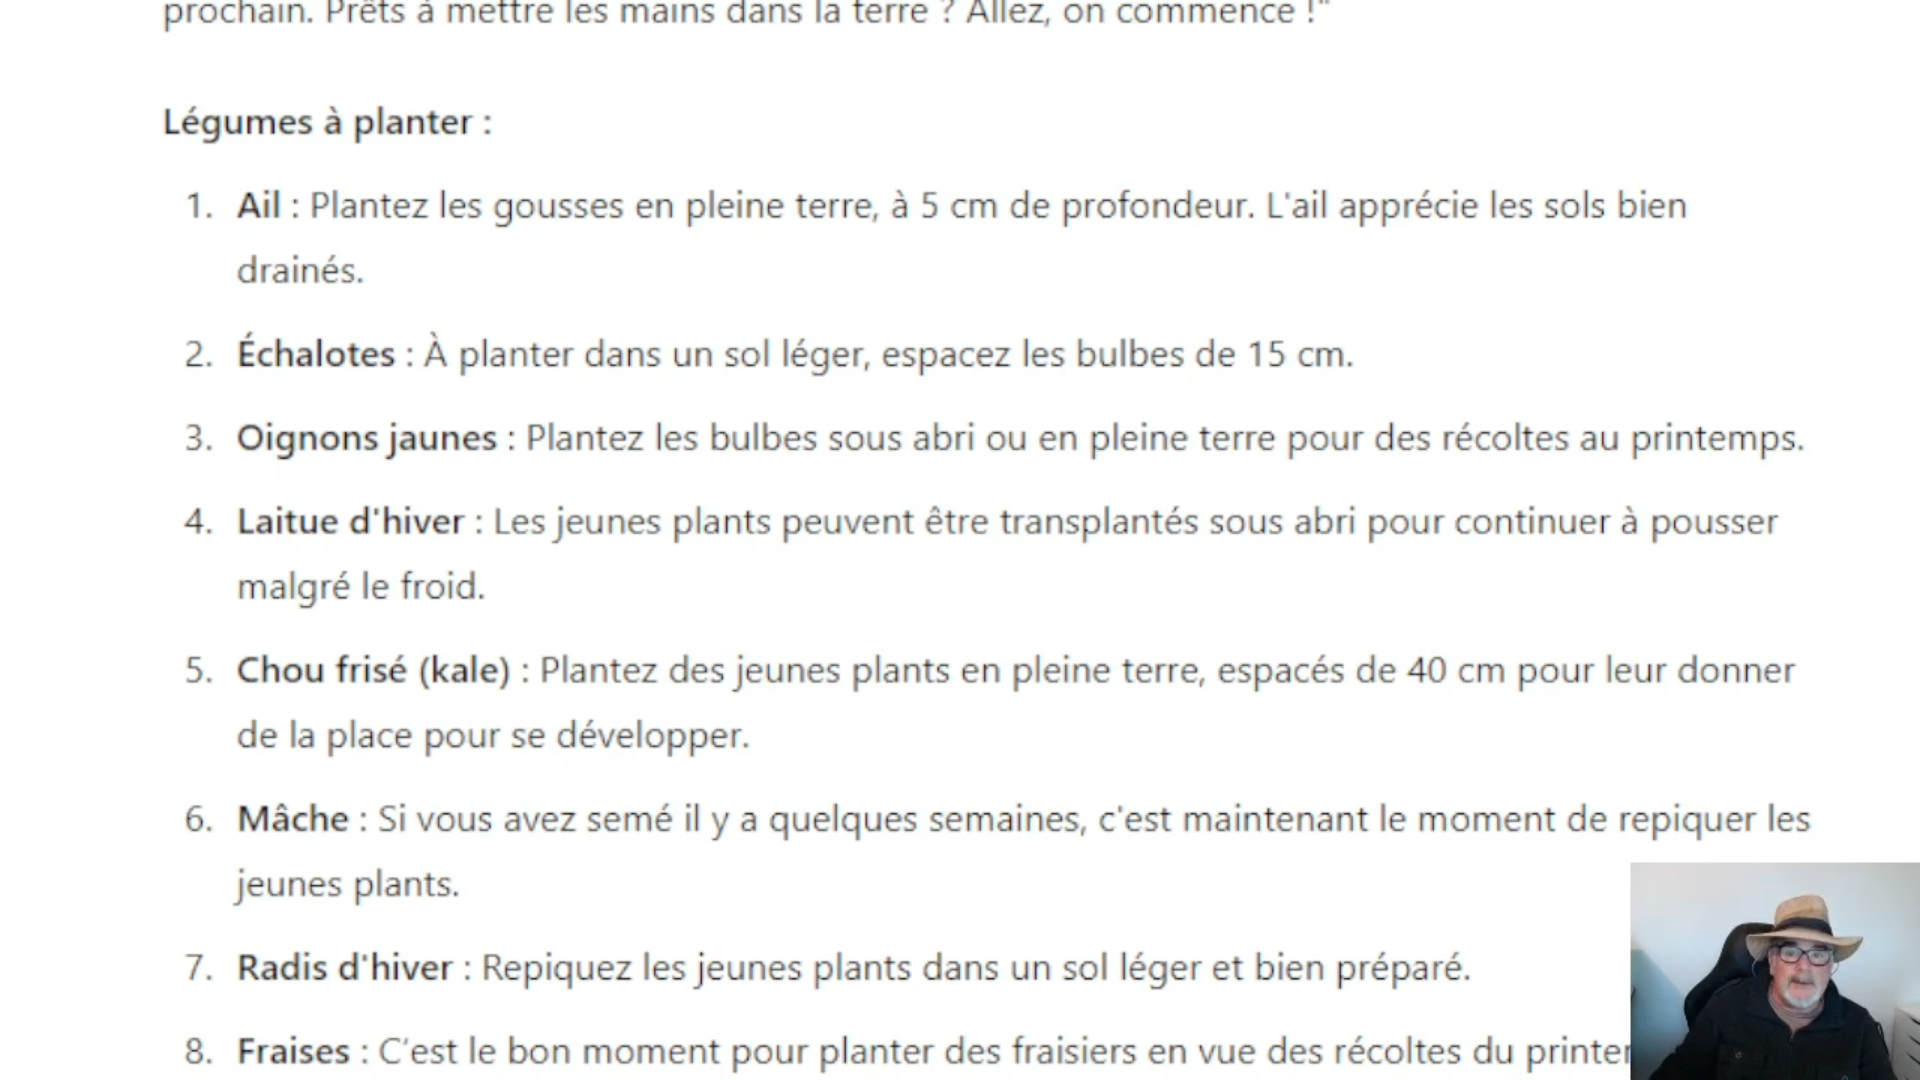 prochain. Prêts à mettre les mains dans la terre ? Allez, on commence !"
Légumes à planter :
1. Ail : Plantez les gousses en pleine terre, à 5 cm de profondeur. L'ail apprécie les sols bien
drainés.
2. Échalotes : À planter dans un sol léger, espacez les bulbes de 15 cm.
3. Oignons jaunes : Plantez les bulbes sous abri ou en pleine terre pour des récoltes au printemps.
4. Laitue d'hiver : Les jeunes plants peuvent être transplantés sous abri pour continuer à pousser
malgré le froid.
5. Chou frisé (kale) : Plantez des jeunes plants en pleine terre, espacés de 40 cm pour leur donner
de la place pour se développer.
6. Mâche : Si vous avez semé il y a quelques semaines, c'est maintenant le moment de repiquer les
jeunes plants.
7. Radis d'hiver : Repiquez les jeunes plants dans un sol léger et bien préparé.
8. Fraises : C'est le bon moment pour planter des fraisiers en vue des récoltes du